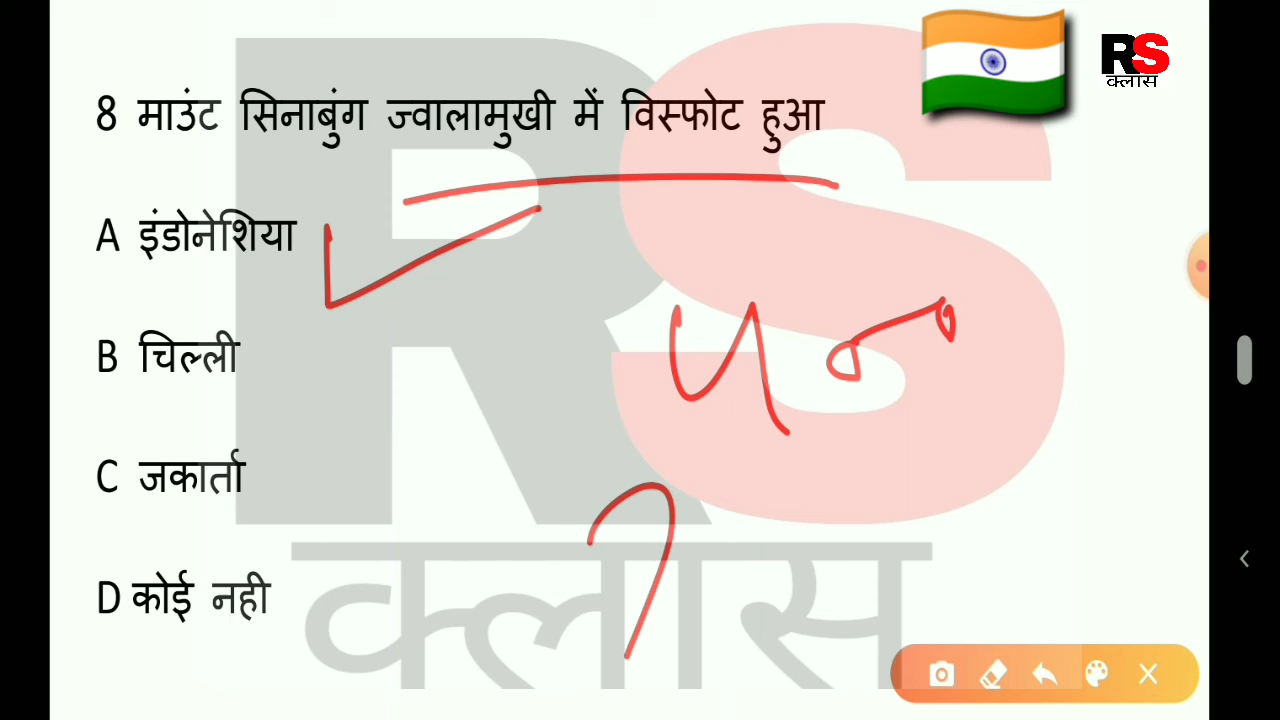 RS
क्लास
8 माउंट सिनाबुंग ज्वालामुखी में विस्फोट हुआ
A इंडोनेशिया
B चिल्ली
C जकार्ता
D कोई नही
RS
क्लास